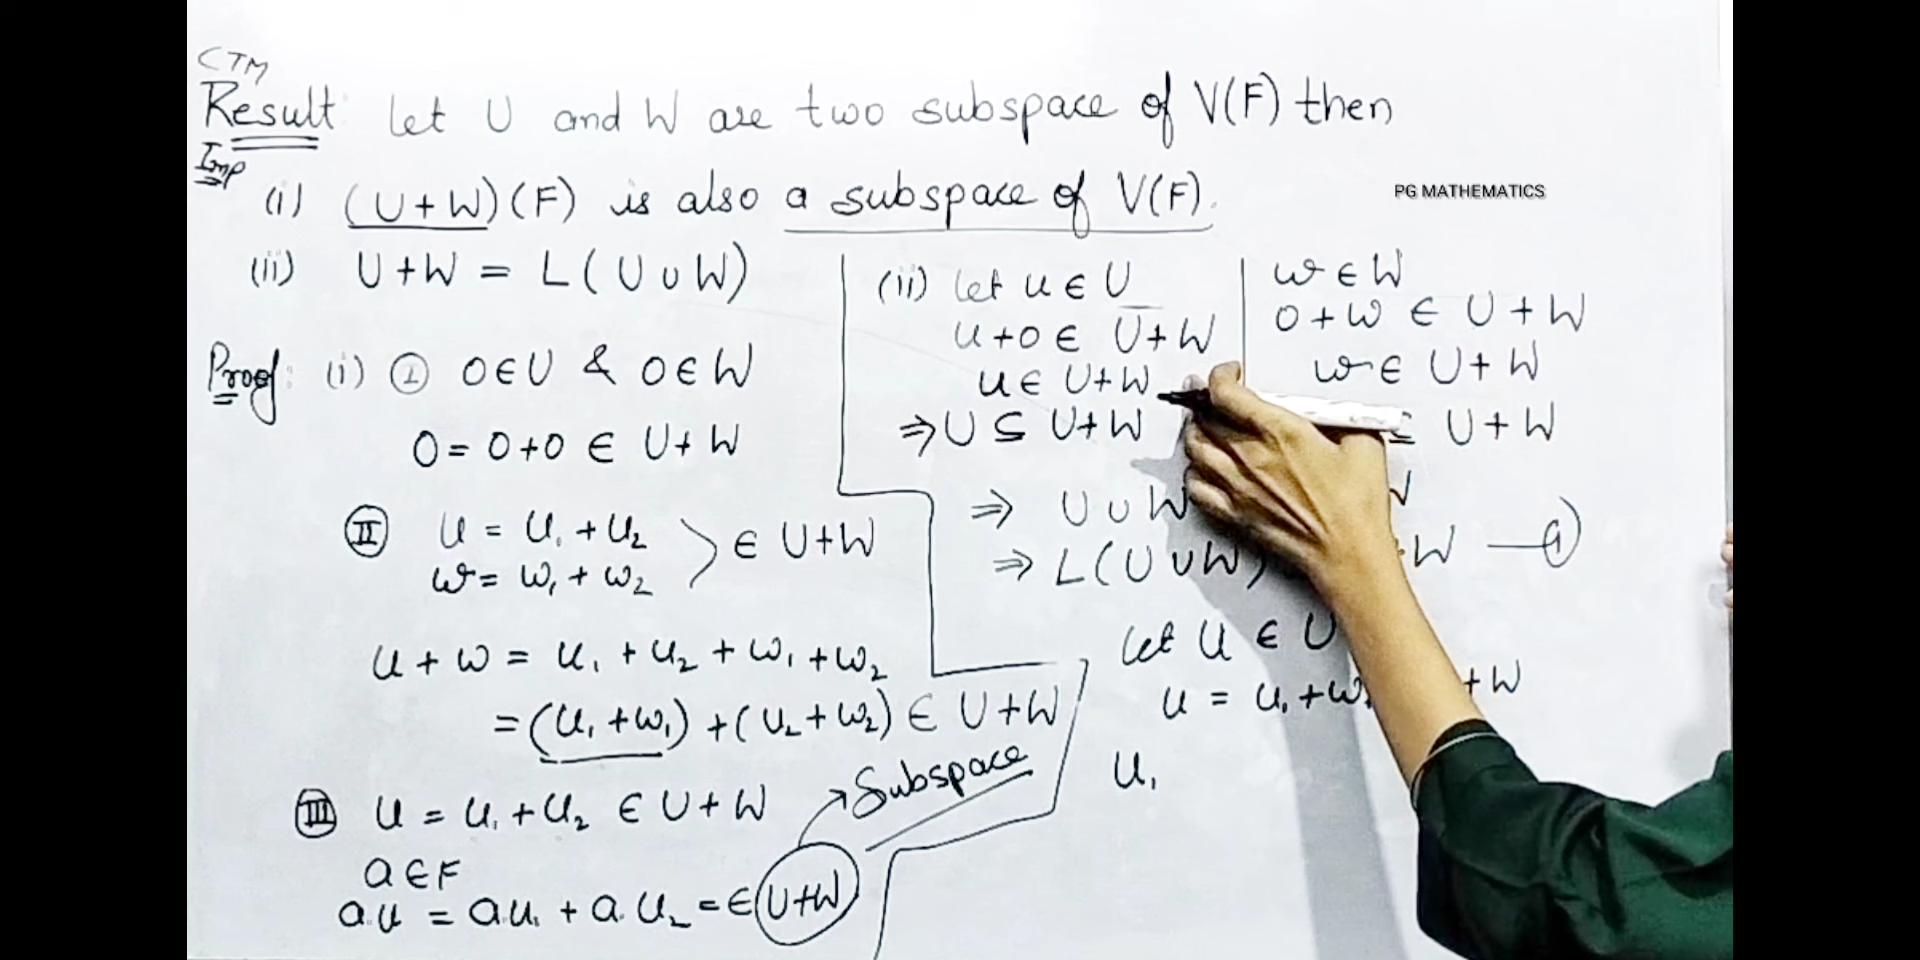 CTM
Result: Let U and W are two subspace of V(F) then
Imp
(i) (U+W)(F) is also a subspace of V(F).
PG MATHEMATICS
(ii) U+W = L(U∪W)
Proof: (i) Ⓘ 0∈U & 0∈W
0 = 0+0 ∈ U+W
Ⓘⓘ u = u₁+u₂
w = w₁+w₂ > ∈ U+W
u+w = u₁+u₂+w₁+w₂
= (u₁+w₁)+(u₂+w₂) ∈ U+W
Ⓘⓘⓘ u = u₁+u₂ ∈ U+W
a∈F
a.u = a.u₁ + a.u₂ = ∈ U+W
→ Subspace
(ii) Let u∈U
u+0 ∈ U+W
u∈ U+W
⇒ U ⊆ U+W
w∈W
0+w ∈ U+W
w∈ U+W
⊆ U+W
⇒ U∪W
⇒ L(U∪W) +W —①
Let u ∈ U
u = u₁+w +W
u₁